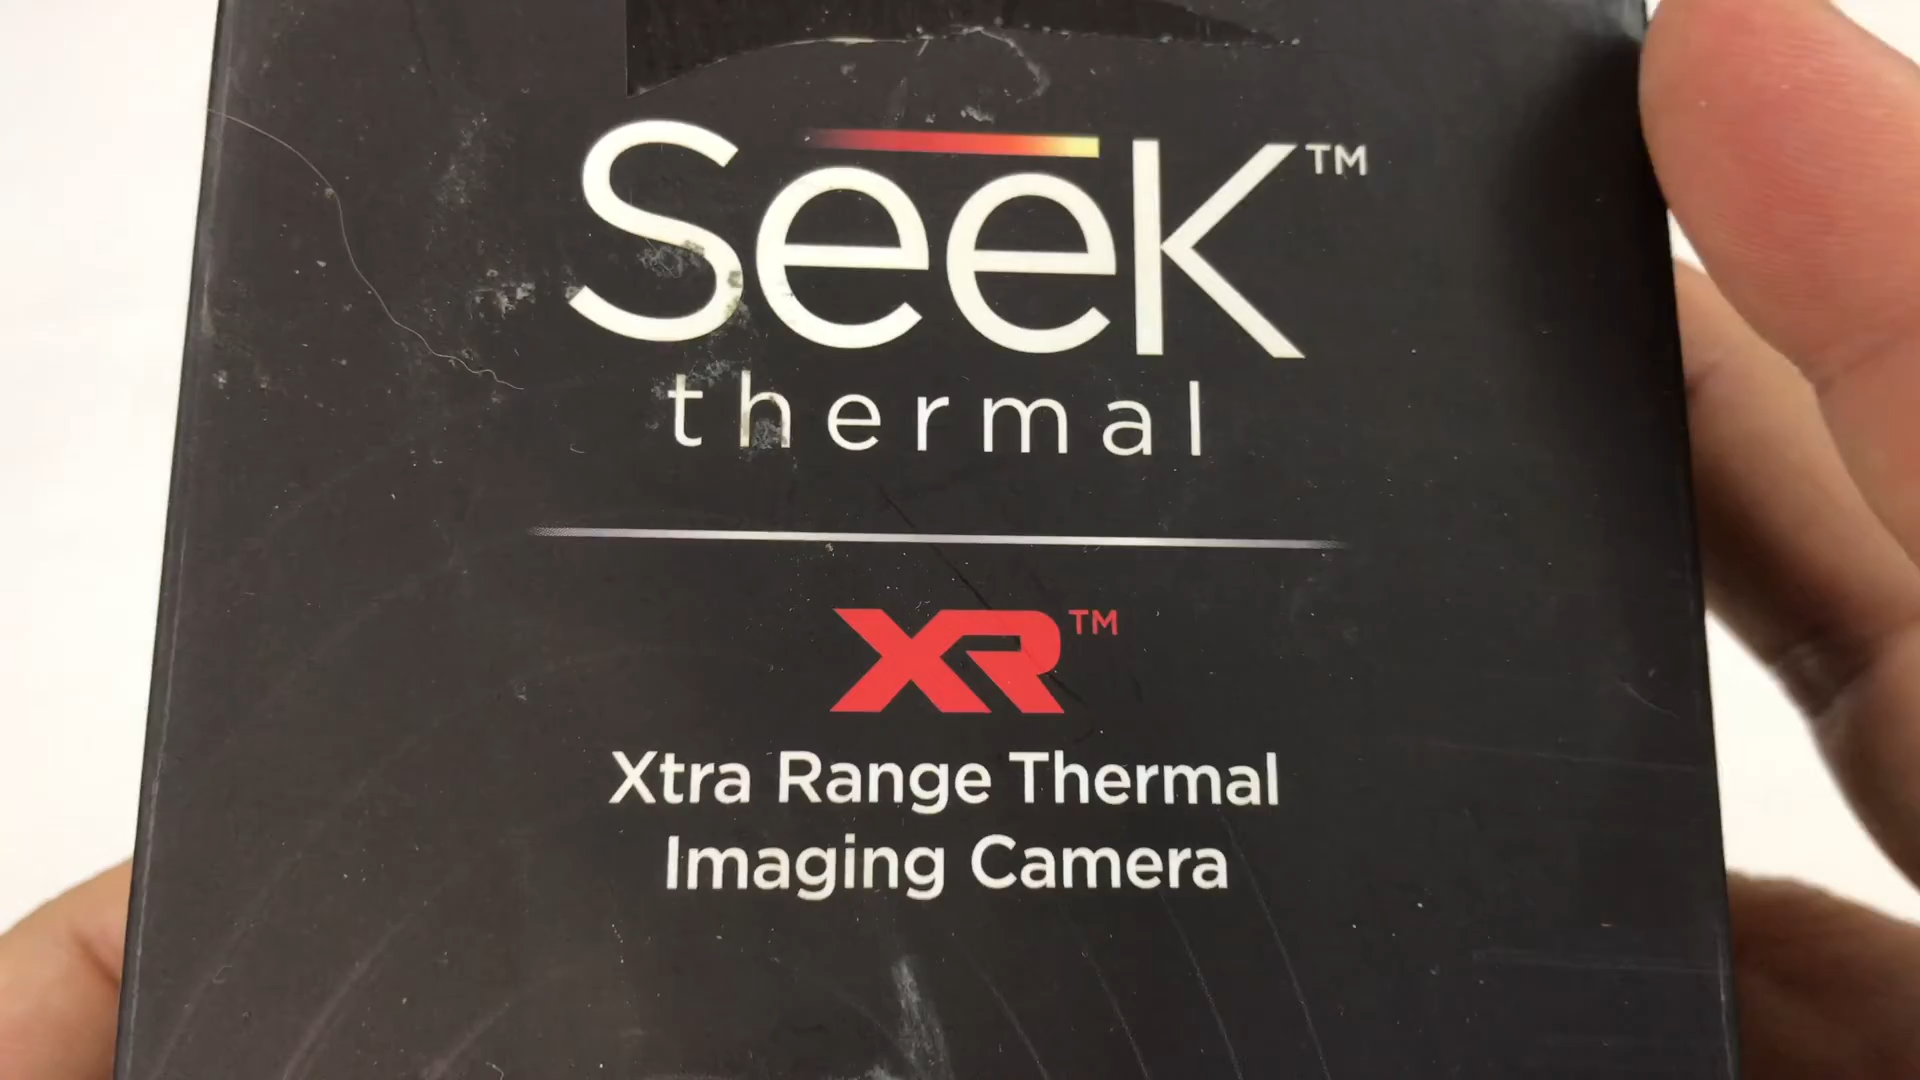 Seek™
thermal
XR™
Xtra Range Thermal
Imaging Camera